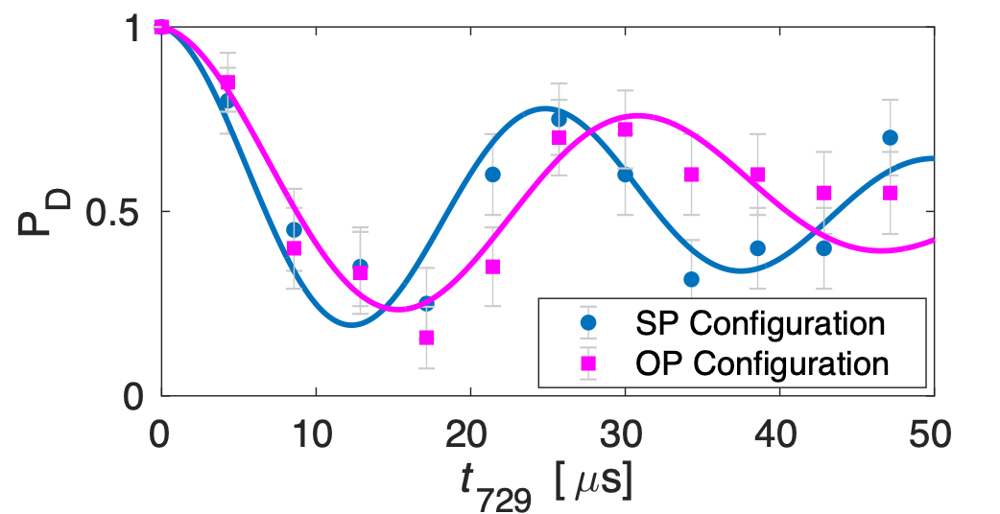 1
0.5
0
P_D
0 10 20 30 40 50
t_729 [ μs]
SP Configuration
OP Configuration